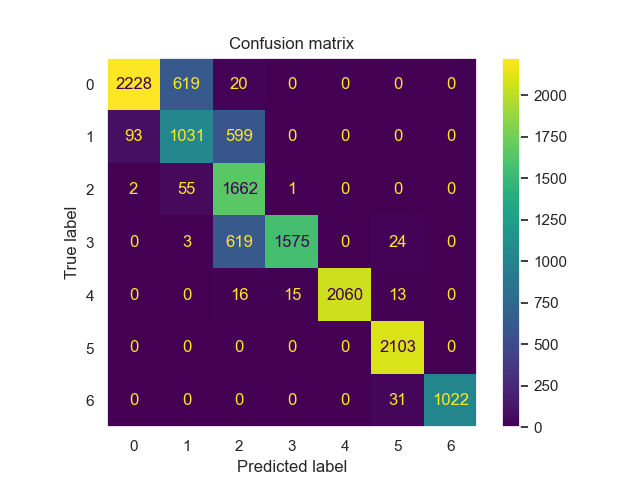 Confusion matrix
True label
0 2228 619 20 0 0 0 0
1 93 1031 599 0 0 0 0
2 2 55 1662 1 0 0 0
3 0 3 619 1575 0 24 0
4 0 0 16 15 2060 13 0
5 0 0 0 0 0 2103 0
6 0 0 0 0 0 31 1022
0 1 2 3 4 5 6
Predicted label
2000
1750
1500
1250
1000
750
500
250
0